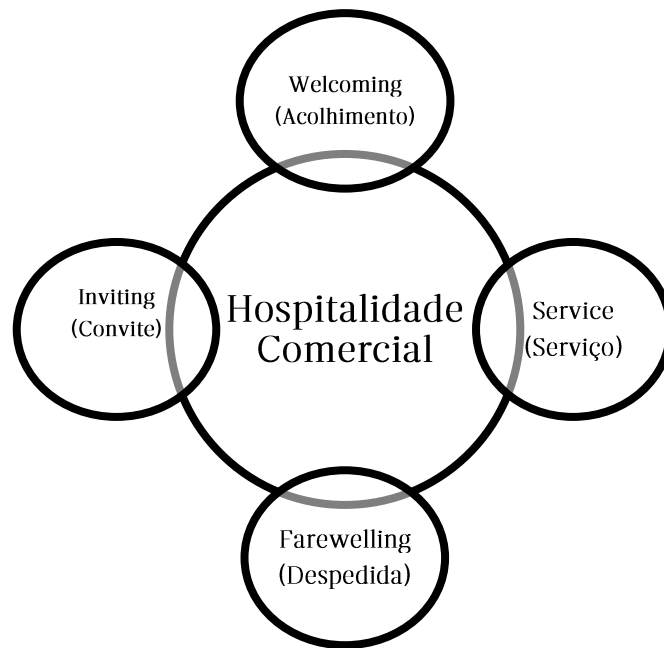 Welcoming
(Acolhimento)
Inviting
(Convite)
Hospitalidade
Comercial
Service
(Serviço)
Farewelling
(Despedida)